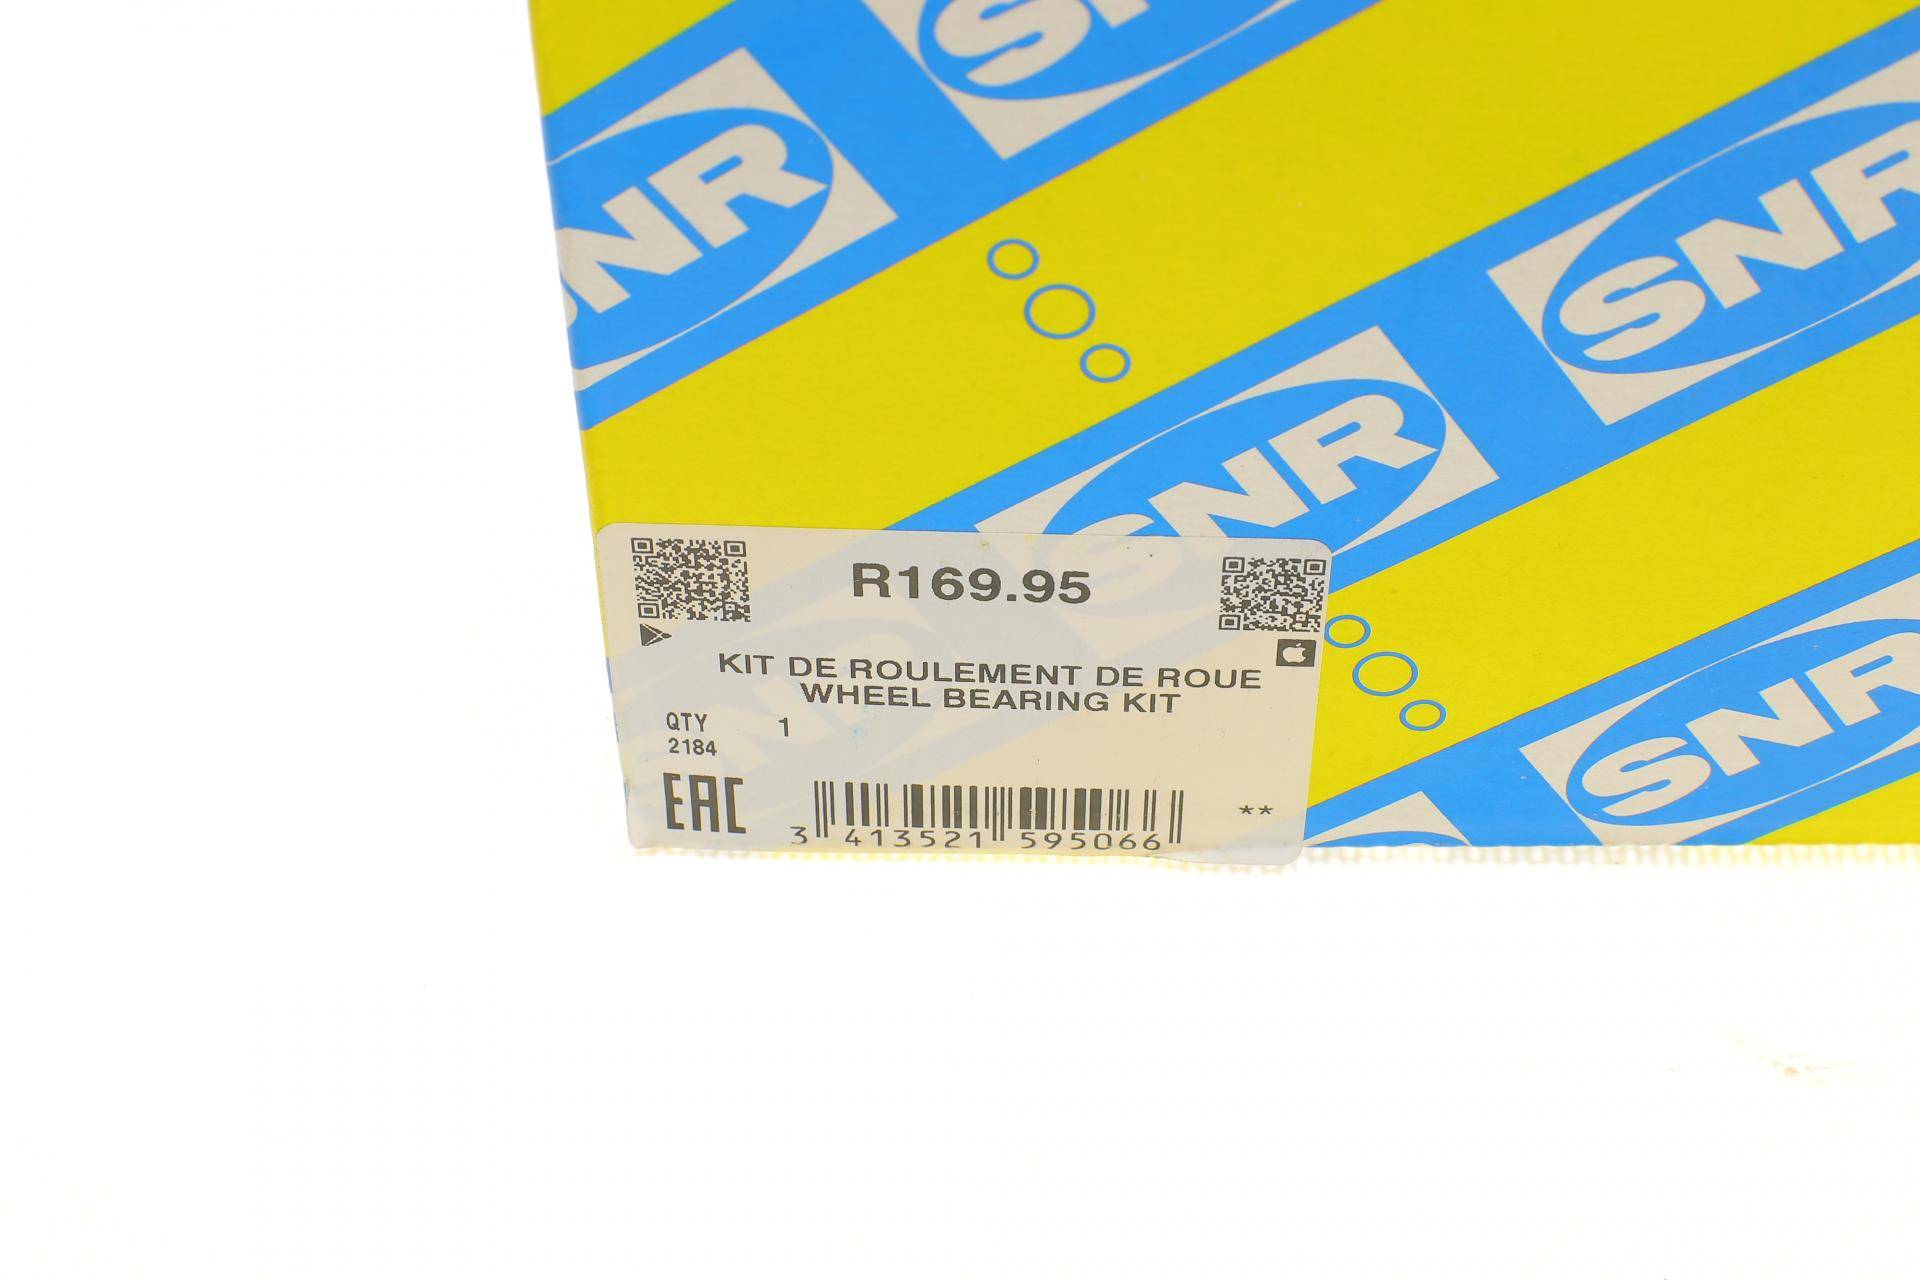 SNR
SNR
SNR
SNR
SNR
R169.95
KIT DE ROULEMENT DE ROUE
WHEEL BEARING KIT
QTY 1
2184
EAC
**
3 413521 595066